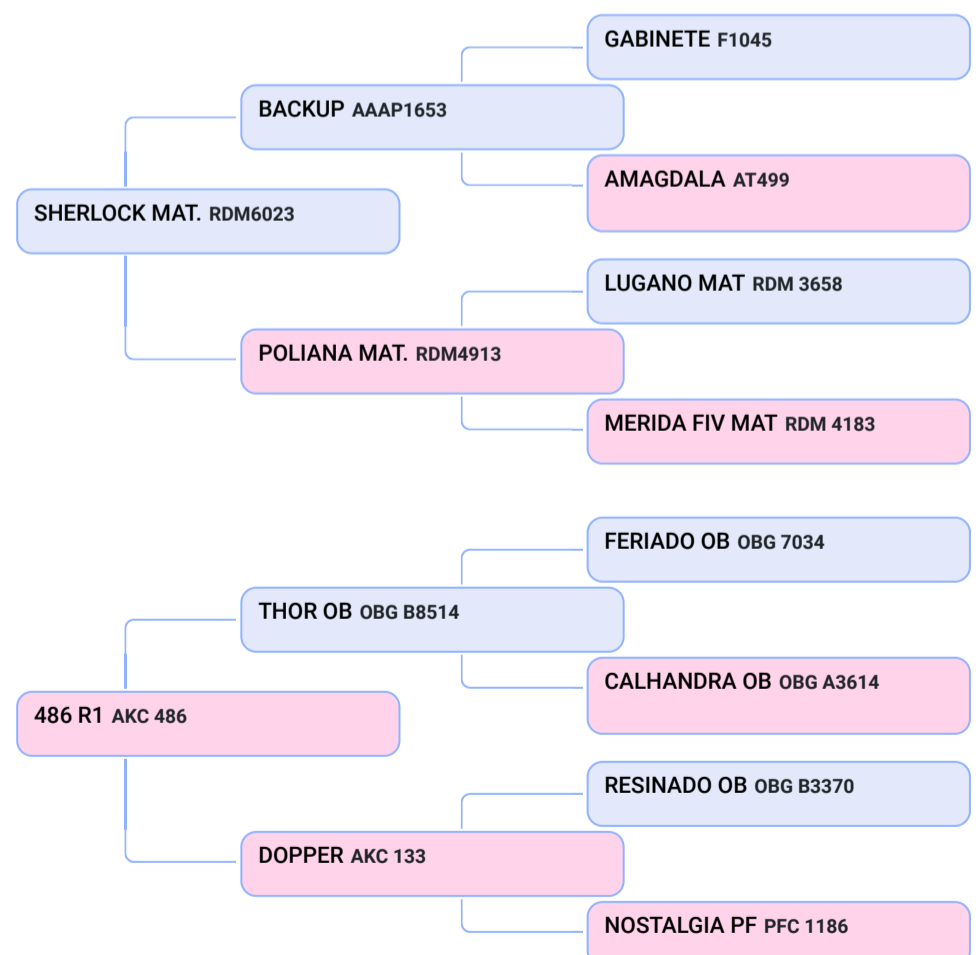 GABINETE F1045
BACKUP AAAP1653
AMAGDALA AT499
SHERLOCK MAT. RDM6023
LUGANO MAT RDM 3658
POLIANA MAT. RDM4913
MERIDA FIV MAT RDM 4183
FERIADO OB OBG 7034
THOR OB OBG B8514
CALHANDRA OB OBG A3614
486 R1 AKC 486
RESINADO OB OBG B3370
DOPPER AKC 133
NOSTALGIA PF PFC 1186